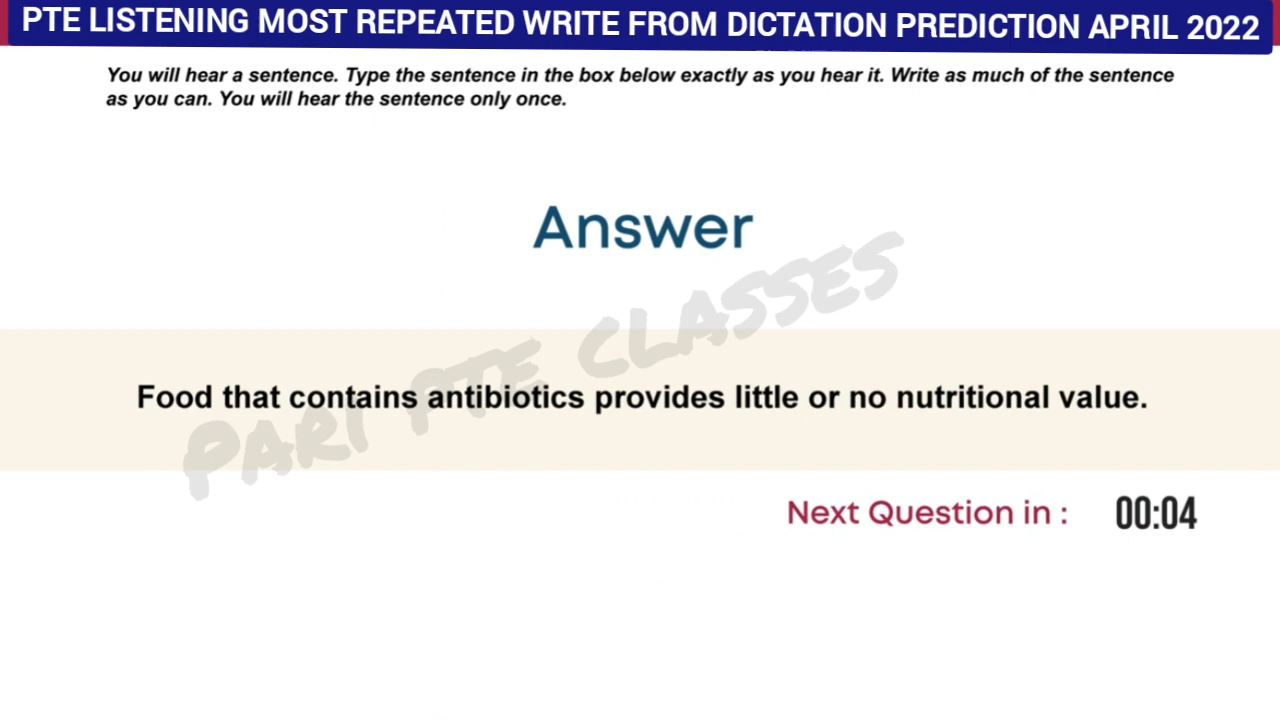 PTE LISTENING MOST REPEATED WRITE FROM DICTATION PREDICTION APRIL 2022
You will hear a sentence. Type the sentence in the box below exactly as you hear it. Write as much of the sentence
as you can. You will hear the sentence only once.
Answer
PARI PTE CLASSES
Food that contains antibiotics provides little or no nutritional value.
Next Question in : 00:04